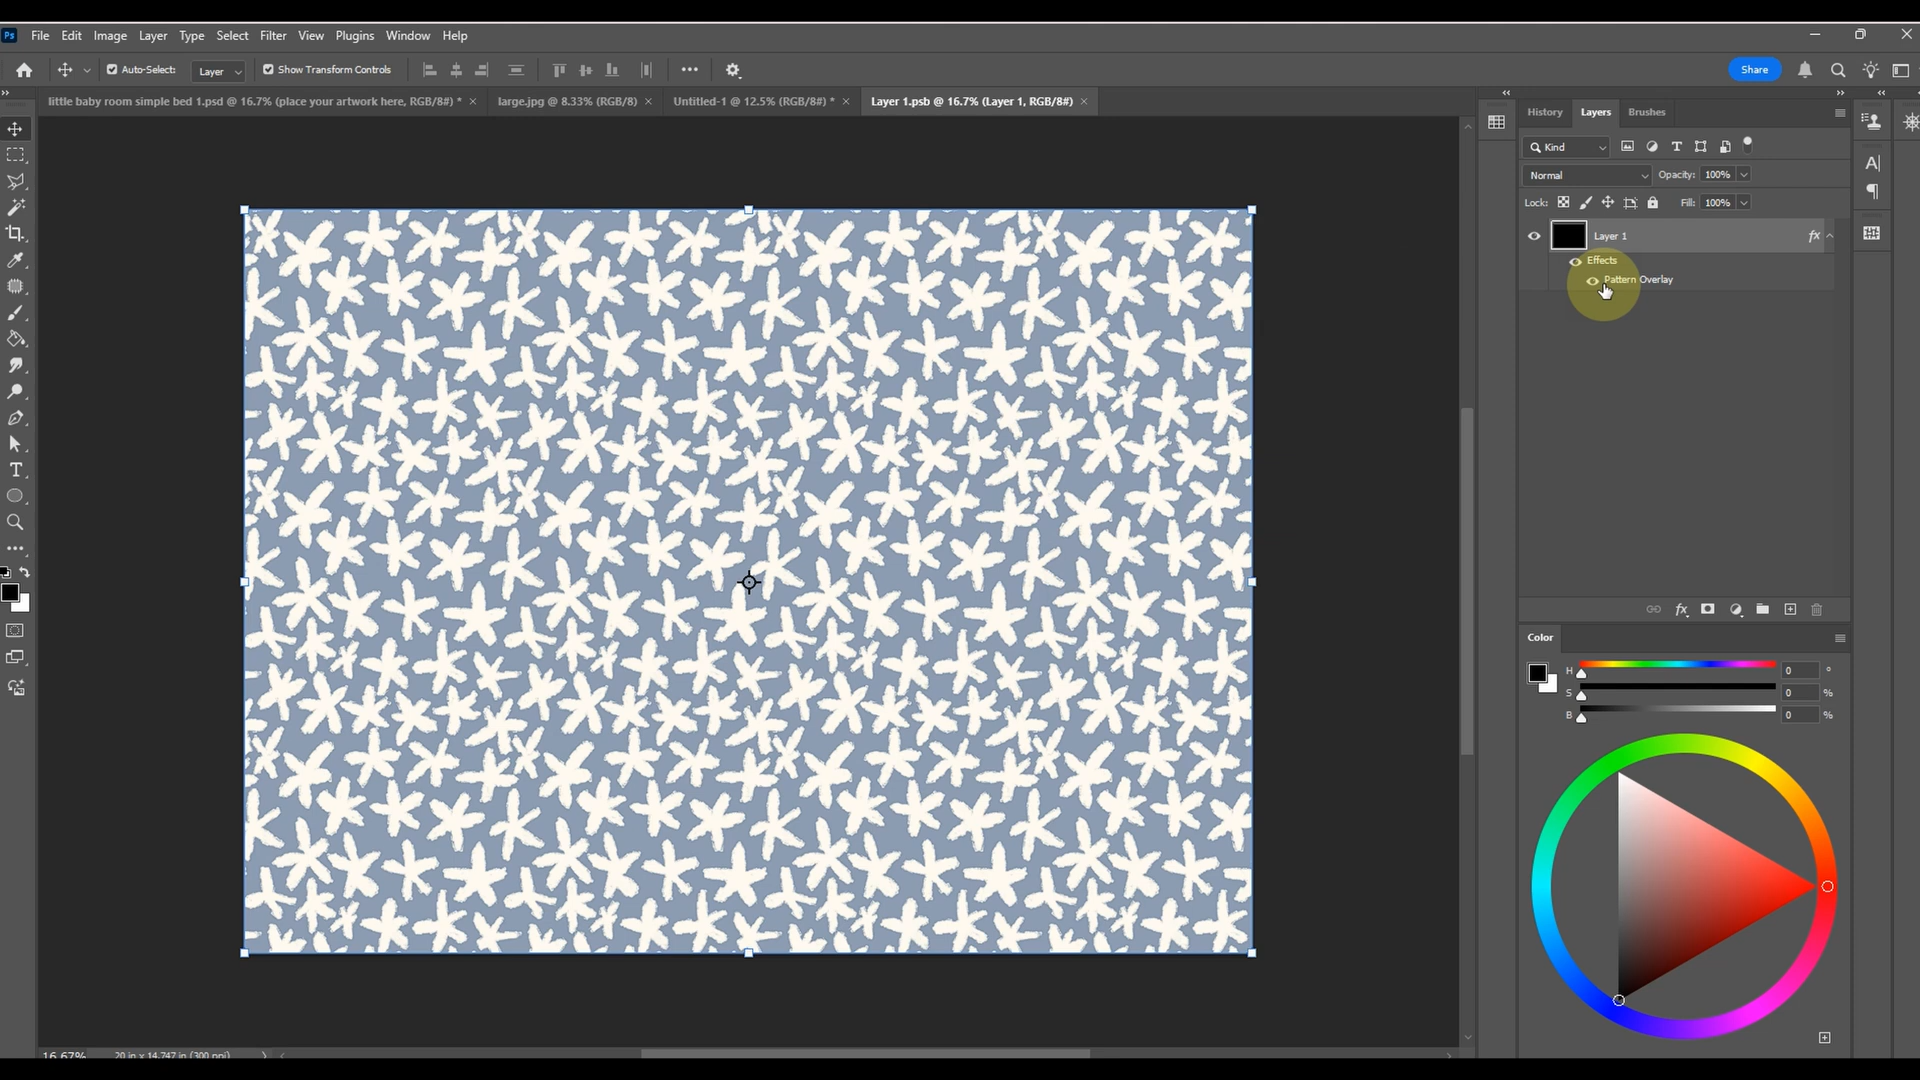 Ps File Edit Image Layer Type Select Filter View Plugins Window Help
Auto-Select: Layer Show Transform Controls Share
little baby room simple bed 1.psd @ 16.7% (place your artwork here, RGB/8#) * large.jpg @ 8.33% (RGB/8) Untitled-1 @ 12.5% (RGB/8#) * Layer 1.psb @ 16.7% (Layer 1, RGB/8#)
History Layers Brushes
Kind
Normal Opacity: 100%
Lock: Fill: 100%
Layer 1 fx
Effects
Pattern Overlay
fx
Color
H 0 °
S 0 %
B 0 %
16.67% 20 in x 14.747 in (300 ppi)